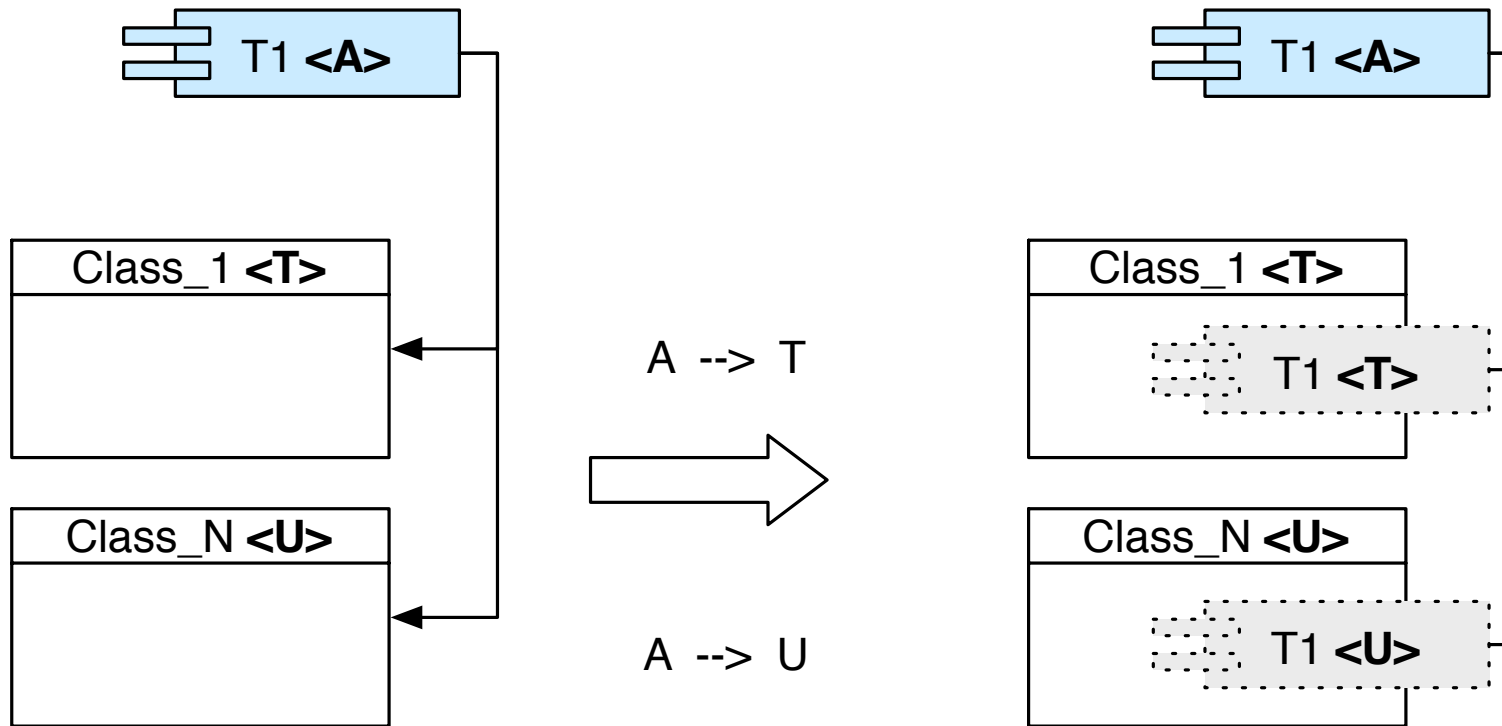 T1 <A>
Class_1 <T>
Class_N <U>
A --> T
A --> U
T1 <A>
Class_1 <T>
T1 <T>
Class_N <U>
T1 <U>